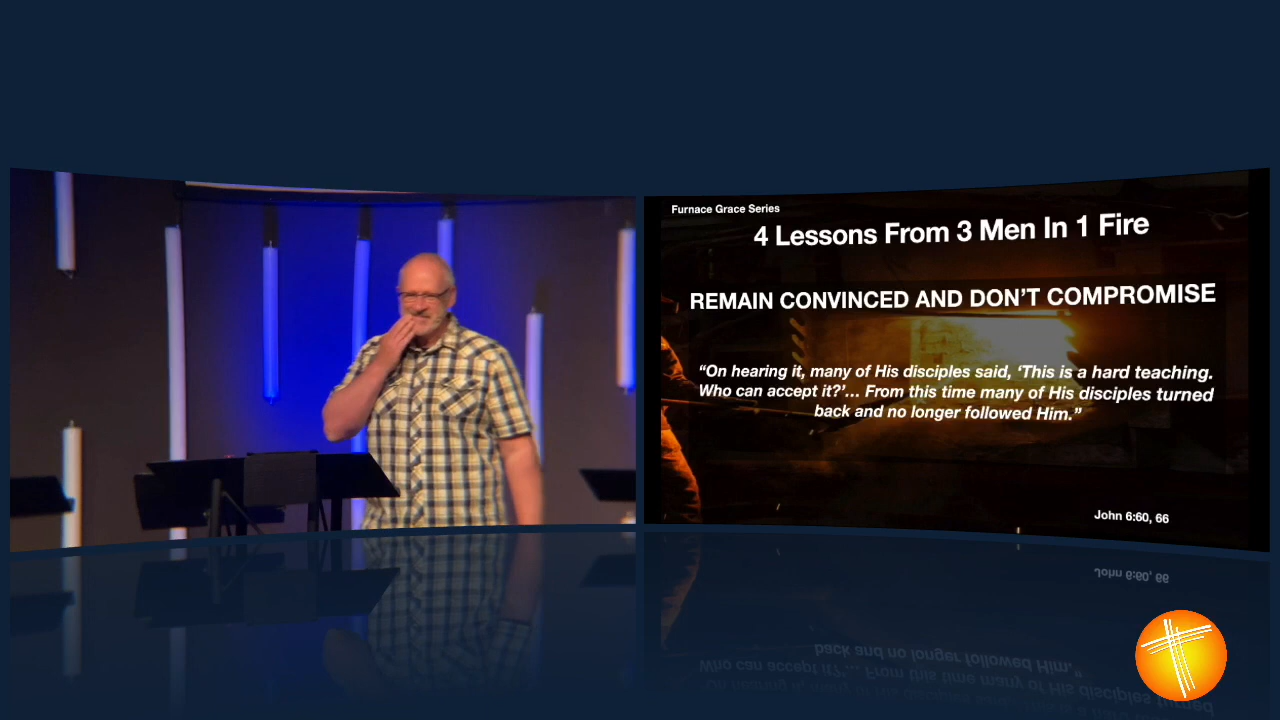 Furnace Grace Series
4 Lessons From 3 Men In 1 Fire
REMAIN CONVINCED AND DON’T COMPROMISE
“On hearing it, many of His disciples said, ‘This is a hard teaching.
Who can accept it?’... From this time many of His disciples turned
back and no longer followed Him.”
John 6:60, 66